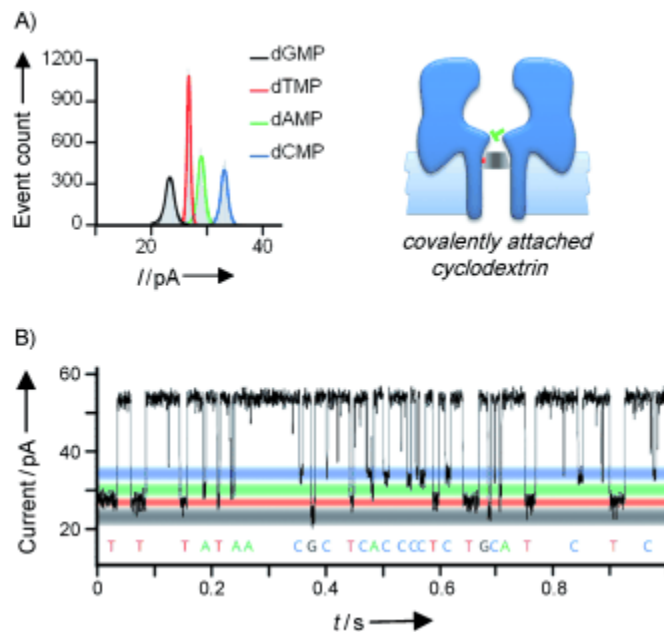 A)
1200
900
600
300
0
Event count
20
40
I/pA
dGMP
dTMP
dAMP
dCMP
covalently attached
cyclodextrin
B)
60
40
20
Current/pA
T T T A T A A C G C T C A C C C C T C T G C A T C T C
0 0.2 0.4 0.6 0.8
t/s